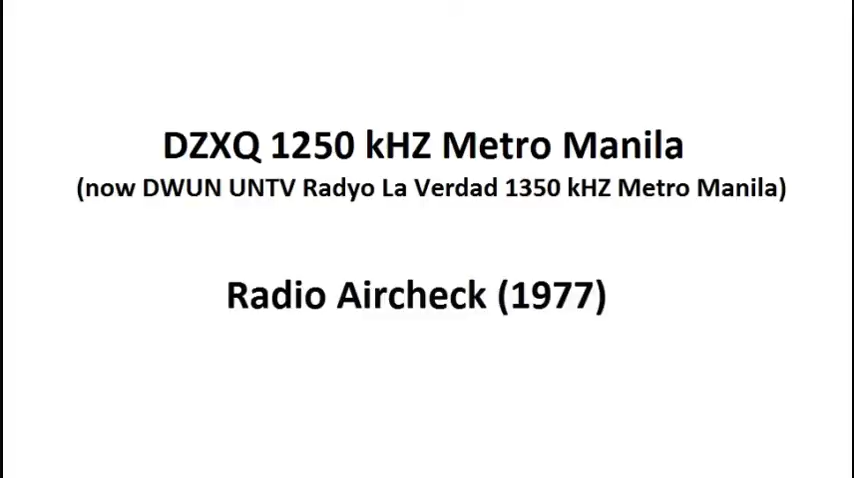 DZXQ 1250 kHZ Metro Manila
(now DWUN UNTV Radyo La Verdad 1350 kHZ Metro Manila)
Radio Aircheck (1977)